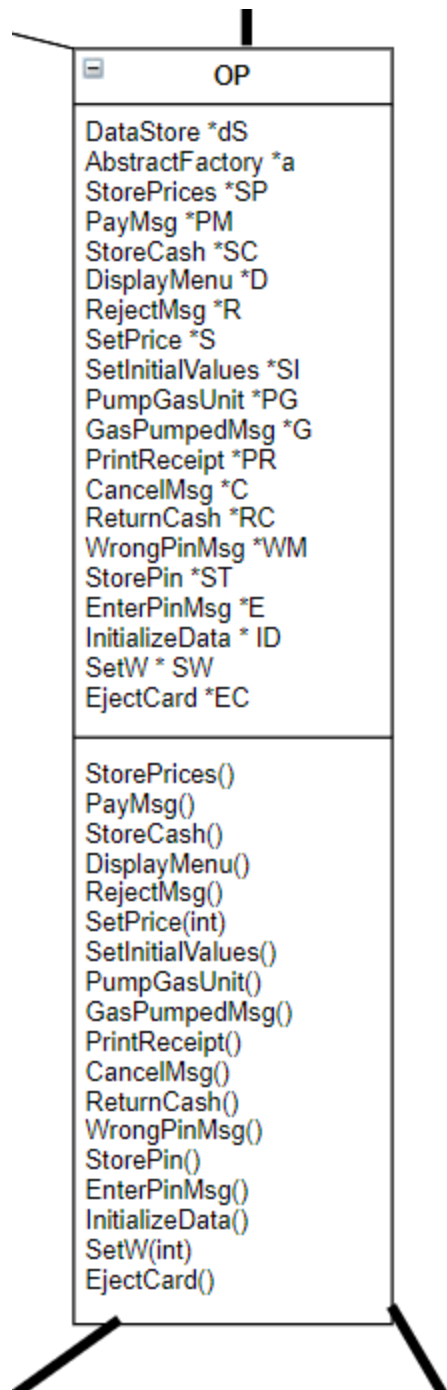 OP
DataStore *dS
AbstractFactory *a
StorePrices *SP
PayMsg *PM
StoreCash *SC
DisplayMenu *D
RejectMsg *R
SetPrice *S
SetInitialValues *SI
PumpGasUnit *PG
GasPumpedMsg *G
PrintReceipt *PR
CancelMsg *C
ReturnCash *RC
WrongPinMsg *WM
StorePin *ST
EnterPinMsg *E
InitializeData * ID
SetW * SW
EjectCard *EC
StorePrices()
PayMsg()
StoreCash()
DisplayMenu()
RejectMsg()
SetPrice(int)
SetInitialValues()
PumpGasUnit()
GasPumpedMsg()
PrintReceipt()
CancelMsg()
ReturnCash()
WrongPinMsg()
StorePin()
EnterPinMsg()
InitializeData()
SetW(int)
EjectCard()